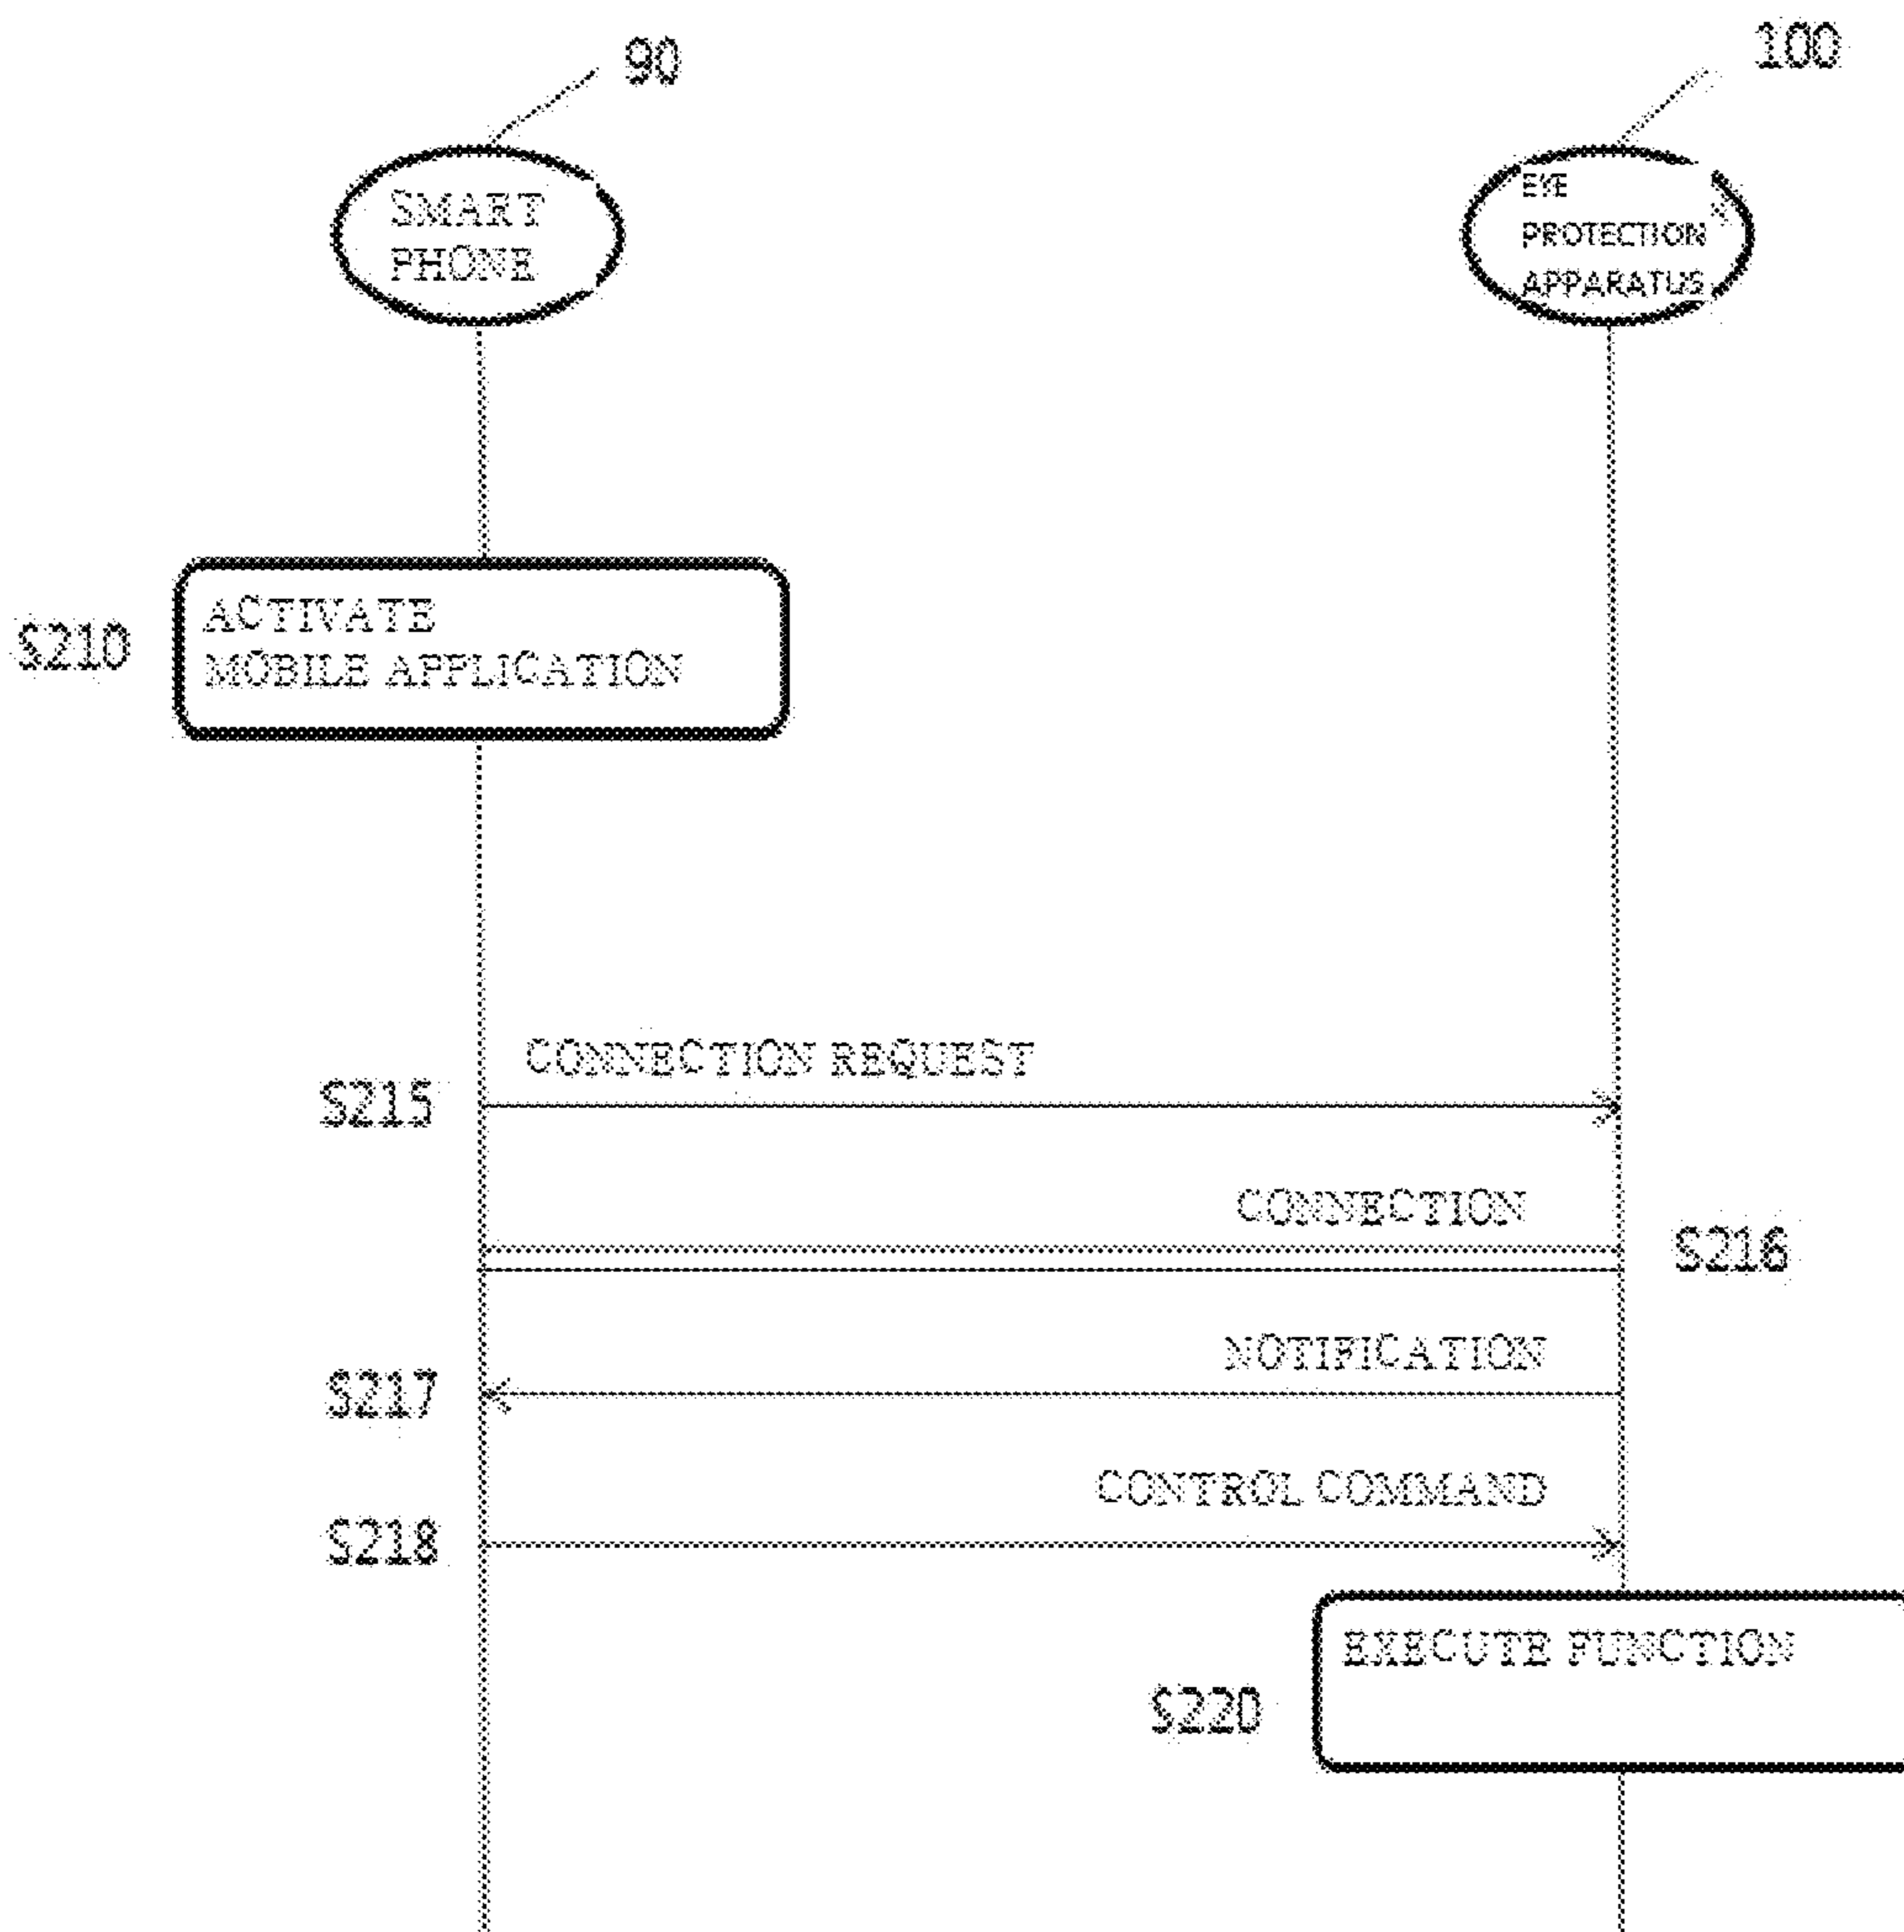 90
100
SMART
PHONE
EYE
PROTECTION
APPARATUS
S210
ACTIVATE
MOBILE APPLICATION
CONNECTION REQUEST
S215
CONNECTION
S216
NOTIFICATION
S217
CONTROL COMMAND
S218
EXECUTE FUNCTION
S220